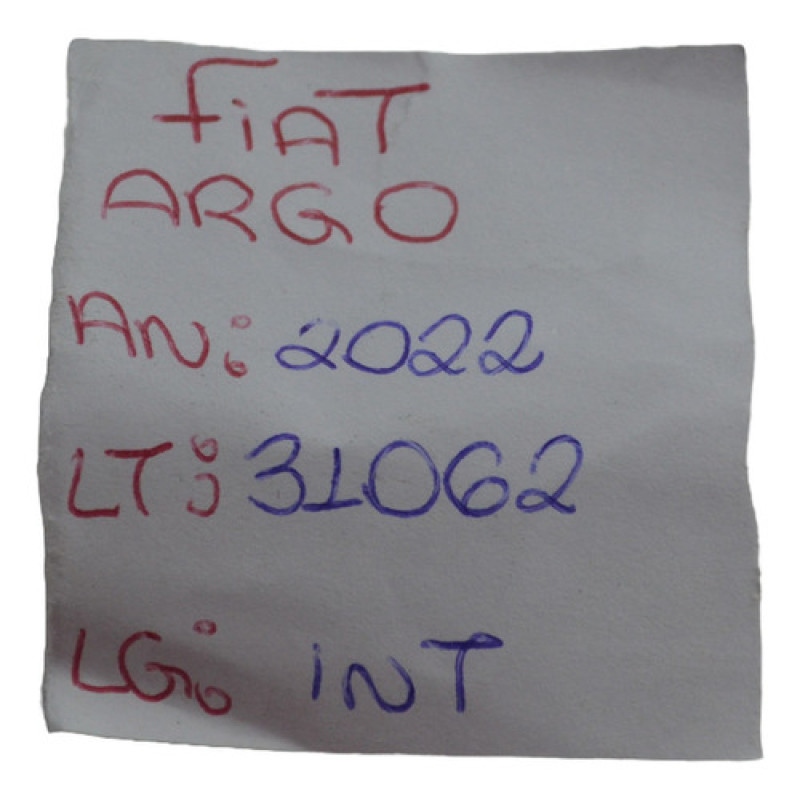 FiAT
ARGO
AN: 2022
LT: 31062
LG: iNT